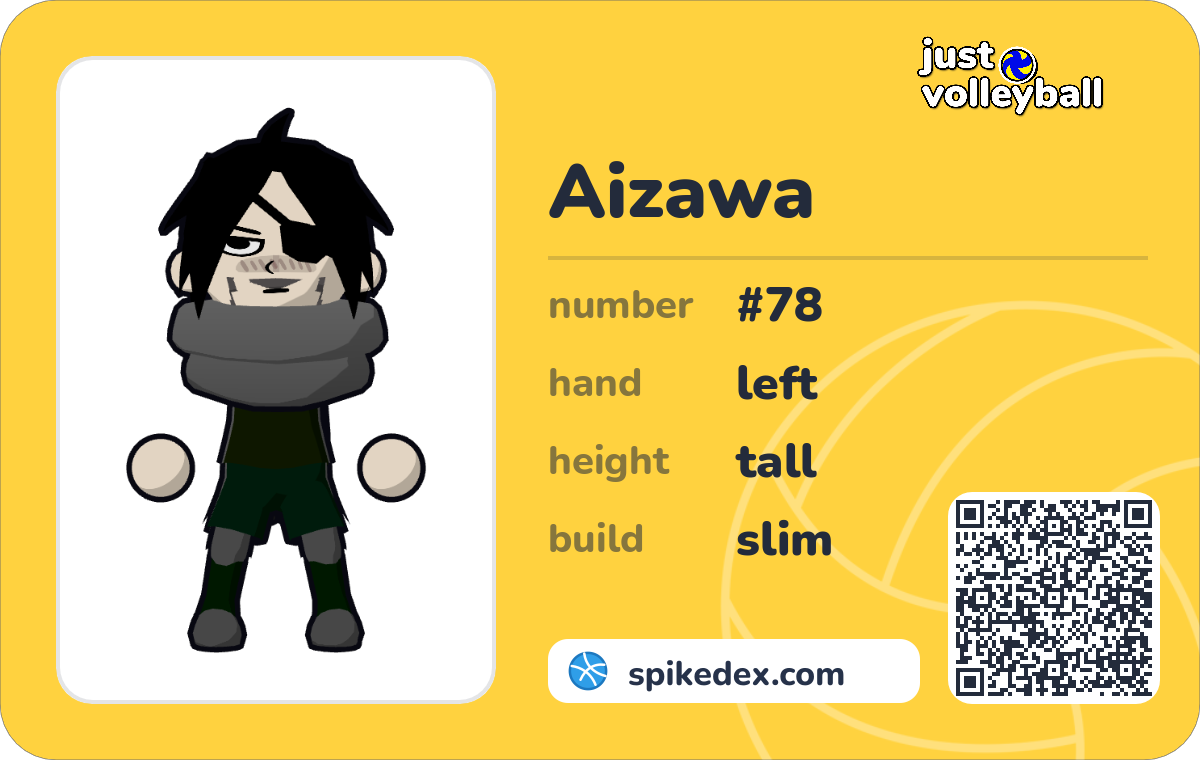 just
volleyball
Aizawa
number #78
hand left
height tall
build slim
spikedex.com